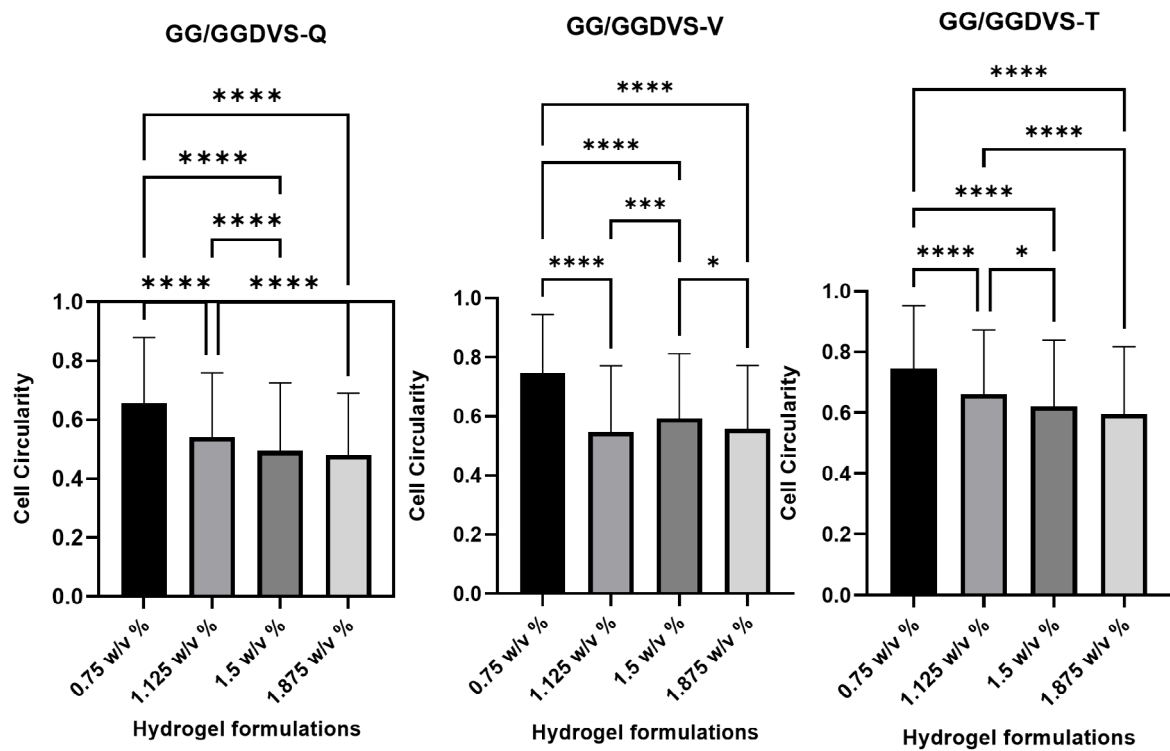 GG/GGDVS-Q
****
****
****
**** ****
Cell Circularity
1.0
0.8
0.6
0.4
0.2
0.0
0.75 w/v %
1.125 w/v %
1.5 w/v %
1.875 w/v %
Hydrogel formulations
GG/GGDVS-V
****
****
***
**** *
Cell Circularity
1.0
0.8
0.6
0.4
0.2
0.0
0.75 w/v %
1.125 w/v %
1.5 w/v %
1.875 w/v %
Hydrogel formulations
GG/GGDVS-T
****
****
****
**** *
Cell Circularity
1.0
0.8
0.6
0.4
0.2
0.0
0.75 w/v %
1.125 w/v %
1.5 w/v %
1.875 w/v %
Hydrogel formulations